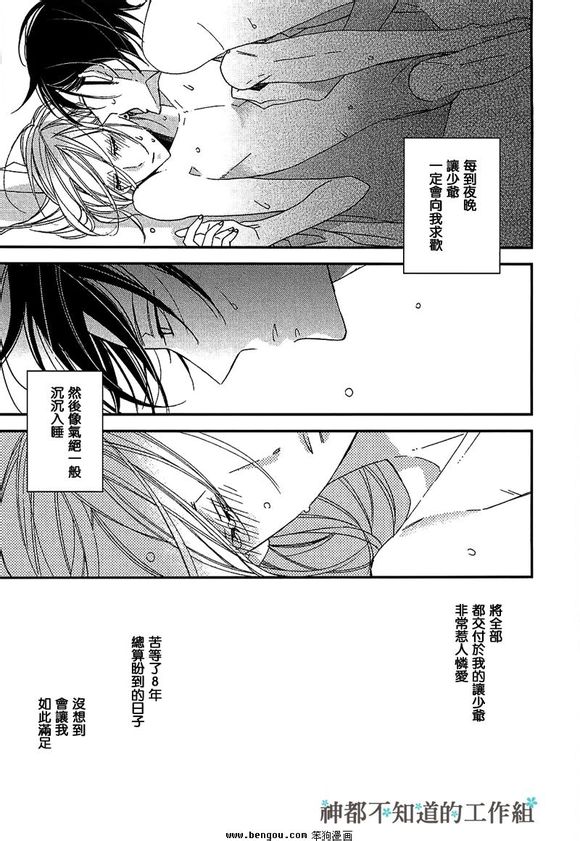 每到夜晚
讓少爺
一定會向我求歡
然後像氣絕一般
沉沉入睡
將全部
都交付於我的讓少爺
非常惹人憐愛
苦等了8年
總算盼到的日子
沒想到
會讓我
如此滿足
神都不知道的工作組
www.bengou.com 笨狗漫画